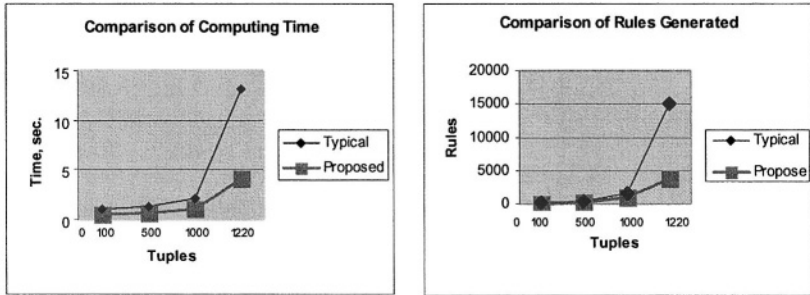 Comparison of Computing Time
15
10
5
0
Time, sec.
0 100 500 1000 1220
Tuples
Typical
Proposed
Comparison of Rules Generated
20000
15000
10000
5000
0
Rules
0 100 500 1000 1220
Tuples
Typical
Propose